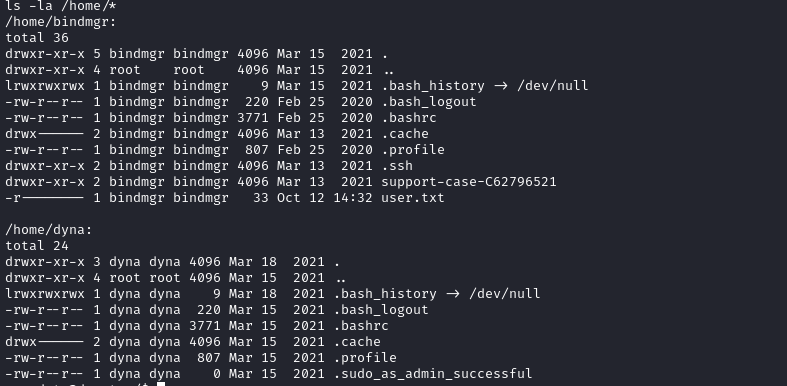 ls -la /home/*
/home/bindmgr:
total 36
drwxr-xr-x 5 bindmgr bindmgr 4096 Mar 15  2021 .
drwxr-xr-x 4 root    root    4096 Mar 15  2021 ..
lrwxrwxrwx 1 bindmgr bindmgr    9 Mar 15  2021 .bash_history -> /dev/null
-rw-r--r-- 1 bindmgr bindmgr  220 Feb 25  2020 .bash_logout
-rw-r--r-- 1 bindmgr bindmgr 3771 Feb 25  2020 .bashrc
drwx------ 2 bindmgr bindmgr 4096 Mar 13  2021 .cache
-rw-r--r-- 1 bindmgr bindmgr  807 Feb 25  2020 .profile
drwxr-xr-x 2 bindmgr bindmgr 4096 Mar 13  2021 .ssh
drwxr-xr-x 2 bindmgr bindmgr 4096 Mar 13  2021 support-case-C62796521
-r-------- 1 bindmgr bindmgr   33 Oct 12 14:32 user.txt
/home/dyna:
total 24
drwxr-xr-x 3 dyna dyna 4096 Mar 18  2021 .
drwxr-xr-x 4 root root 4096 Mar 15  2021 ..
lrwxrwxrwx 1 dyna dyna    9 Mar 18  2021 .bash_history -> /dev/null
-rw-r--r-- 1 dyna dyna  220 Mar 15  2021 .bash_logout
-rw-r--r-- 1 dyna dyna 3771 Mar 15  2021 .bashrc
drwx------ 2 dyna dyna 4096 Mar 15  2021 .cache
-rw-r--r-- 1 dyna dyna  807 Mar 15  2021 .profile
-rw-r--r-- 1 dyna dyna    0 Mar 15  2021 .sudo_as_admin_successful